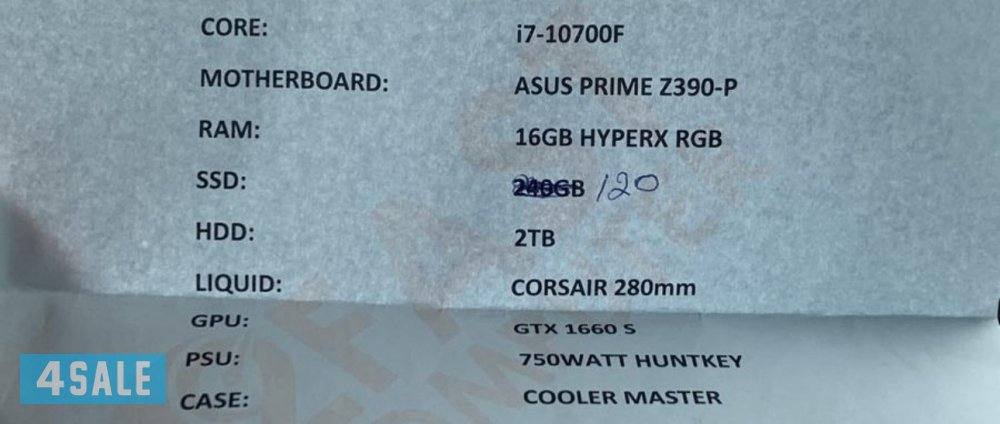 CORE: i7-10700F
MOTHERBOARD: ASUS PRIME Z390-P
RAM: 16GB HYPERX RGB
SSD: 240GB 120
HDD: 2TB
LIQUID: CORSAIR 280mm
GPU: GTX 1660 S
PSU: 750WATT HUNTKEY
CASE: COOLER MASTER
4SALE